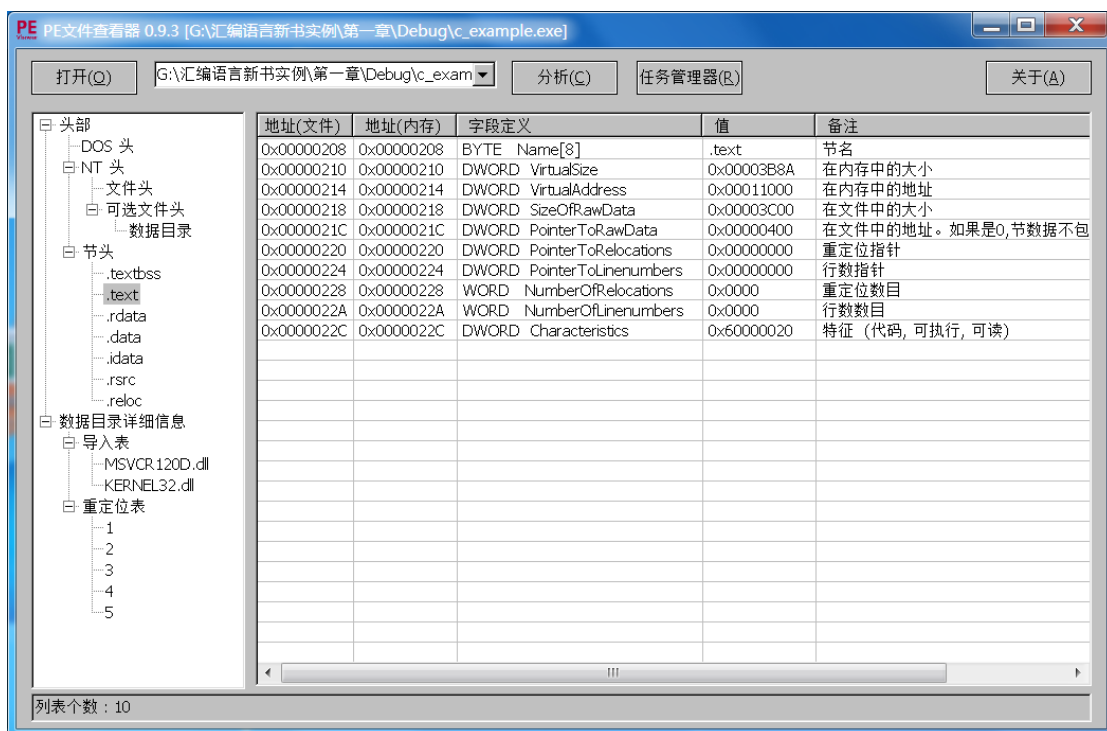 PE PE文件查看器 0.9.3 [G:\汇编语言新书实例\第一章\Debug\c_example.exe]
打开(O) G:\汇编语言新书实例\第一章\Debug\c_exam 分析(C) 任务管理器(R) 关于(A)
头部
DOS 头
NT 头
文件头
可选文件头
数据目录
节头
.textbss
.text
.rdata
.data
.idata
.rsrc
.reloc
数据目录详细信息
导入表
MSVCR120D.dll
KERNEL32.dll
重定位表
1
2
3
4
5
地址(文件) 地址(内存) 字段定义 值 备注
0x00000208 0x00000208 BYTE Name[8] .text 节名
0x00000210 0x00000210 DWORD VirtualSize 0x00003B8A 在内存中的大小
0x00000214 0x00000214 DWORD VirtualAddress 0x00011000 在内存中的地址
0x00000218 0x00000218 DWORD SizeOfRawData 0x00003C00 在文件中的大小
0x0000021C 0x0000021C DWORD PointerToRawData 0x00000400 在文件中的地址。如果是0,节数据不包
0x00000220 0x00000220 DWORD PointerToRelocations 0x00000000 重定位指针
0x00000224 0x00000224 DWORD PointerToLinenumbers 0x00000000 行数指针
0x00000228 0x00000228 WORD NumberOfRelocations 0x0000 重定位数目
0x0000022A 0x0000022A WORD NumberOfLinenumbers 0x0000 行数数目
0x0000022C 0x0000022C DWORD Characteristics 0x60000020 特征 (代码, 可执行, 可读)
列表个数 : 10